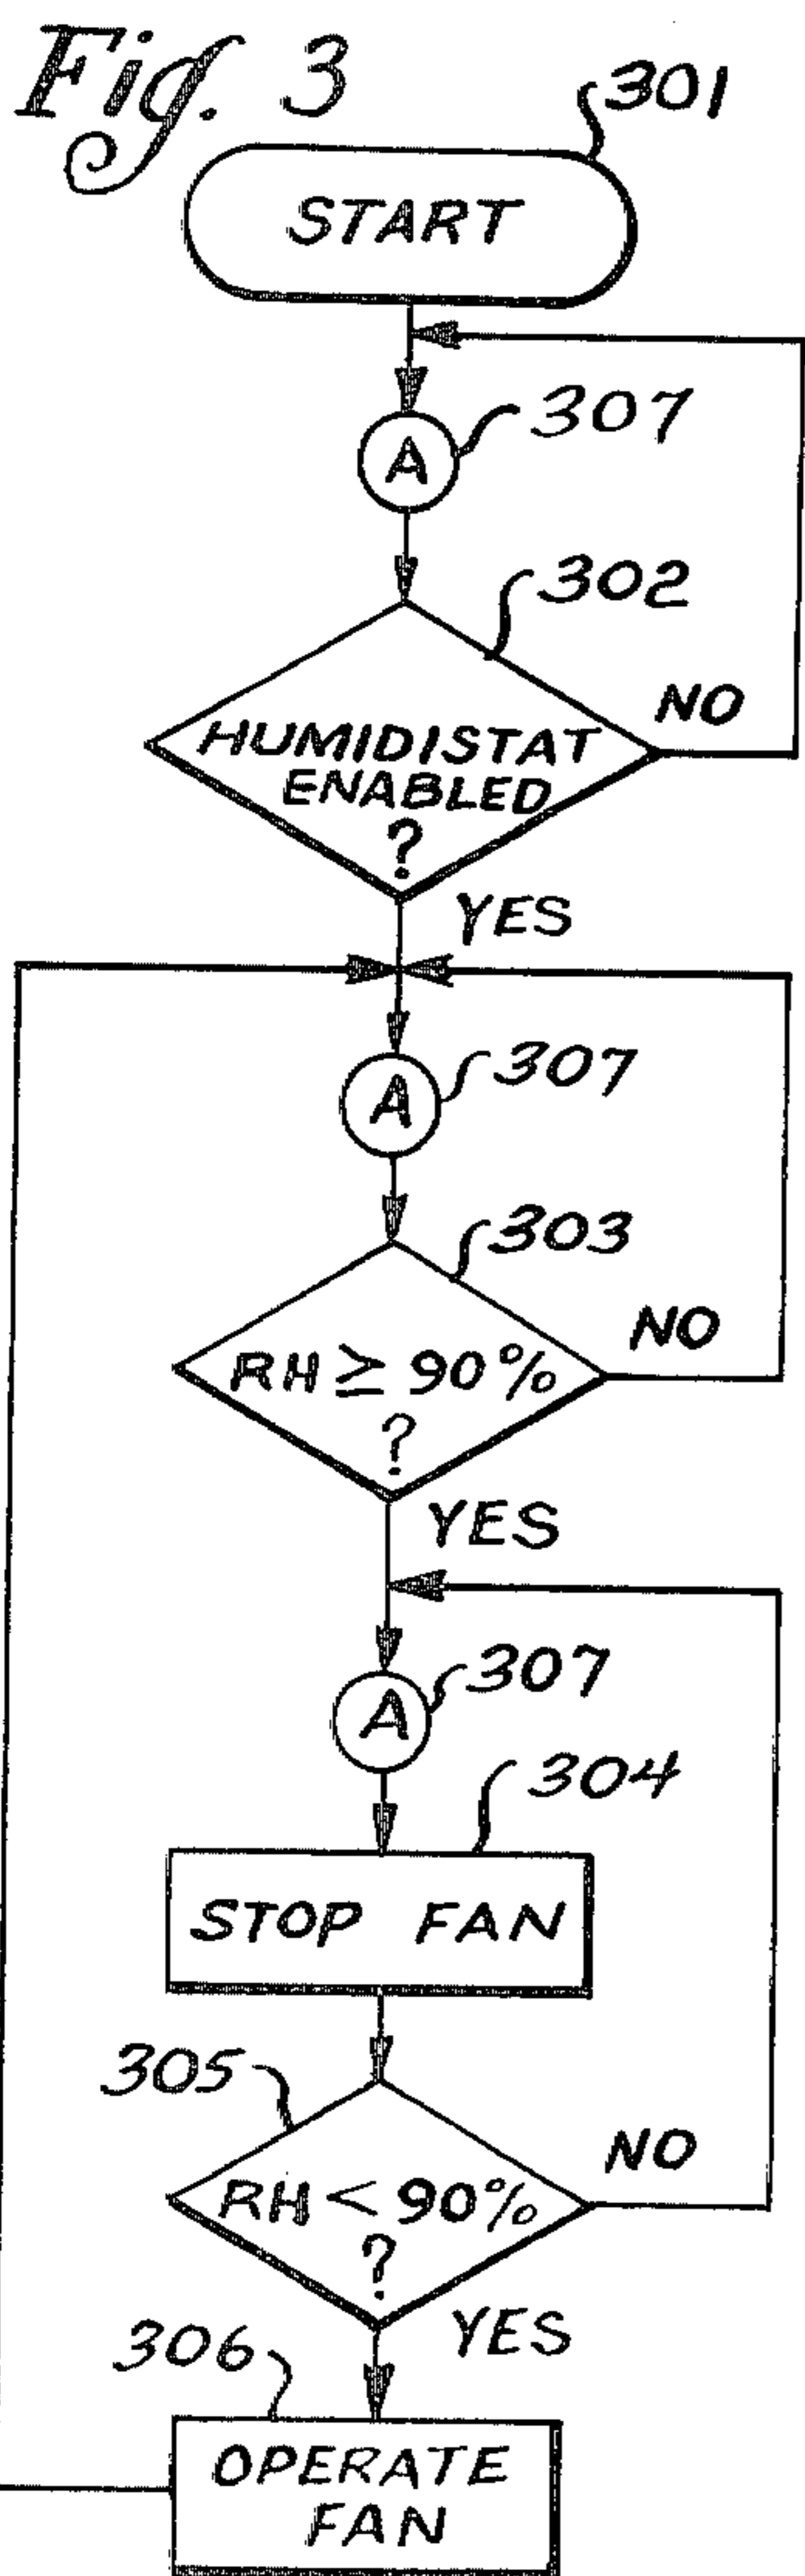 Fig. 3
301
START
307
A
302
HUMIDISTAT
ENABLED
?
NO
YES
307
A
303
RH ≥ 90%
?
NO
YES
307
A
304
STOP FAN
305
RH < 90%
?
NO
YES
306
OPERATE
FAN